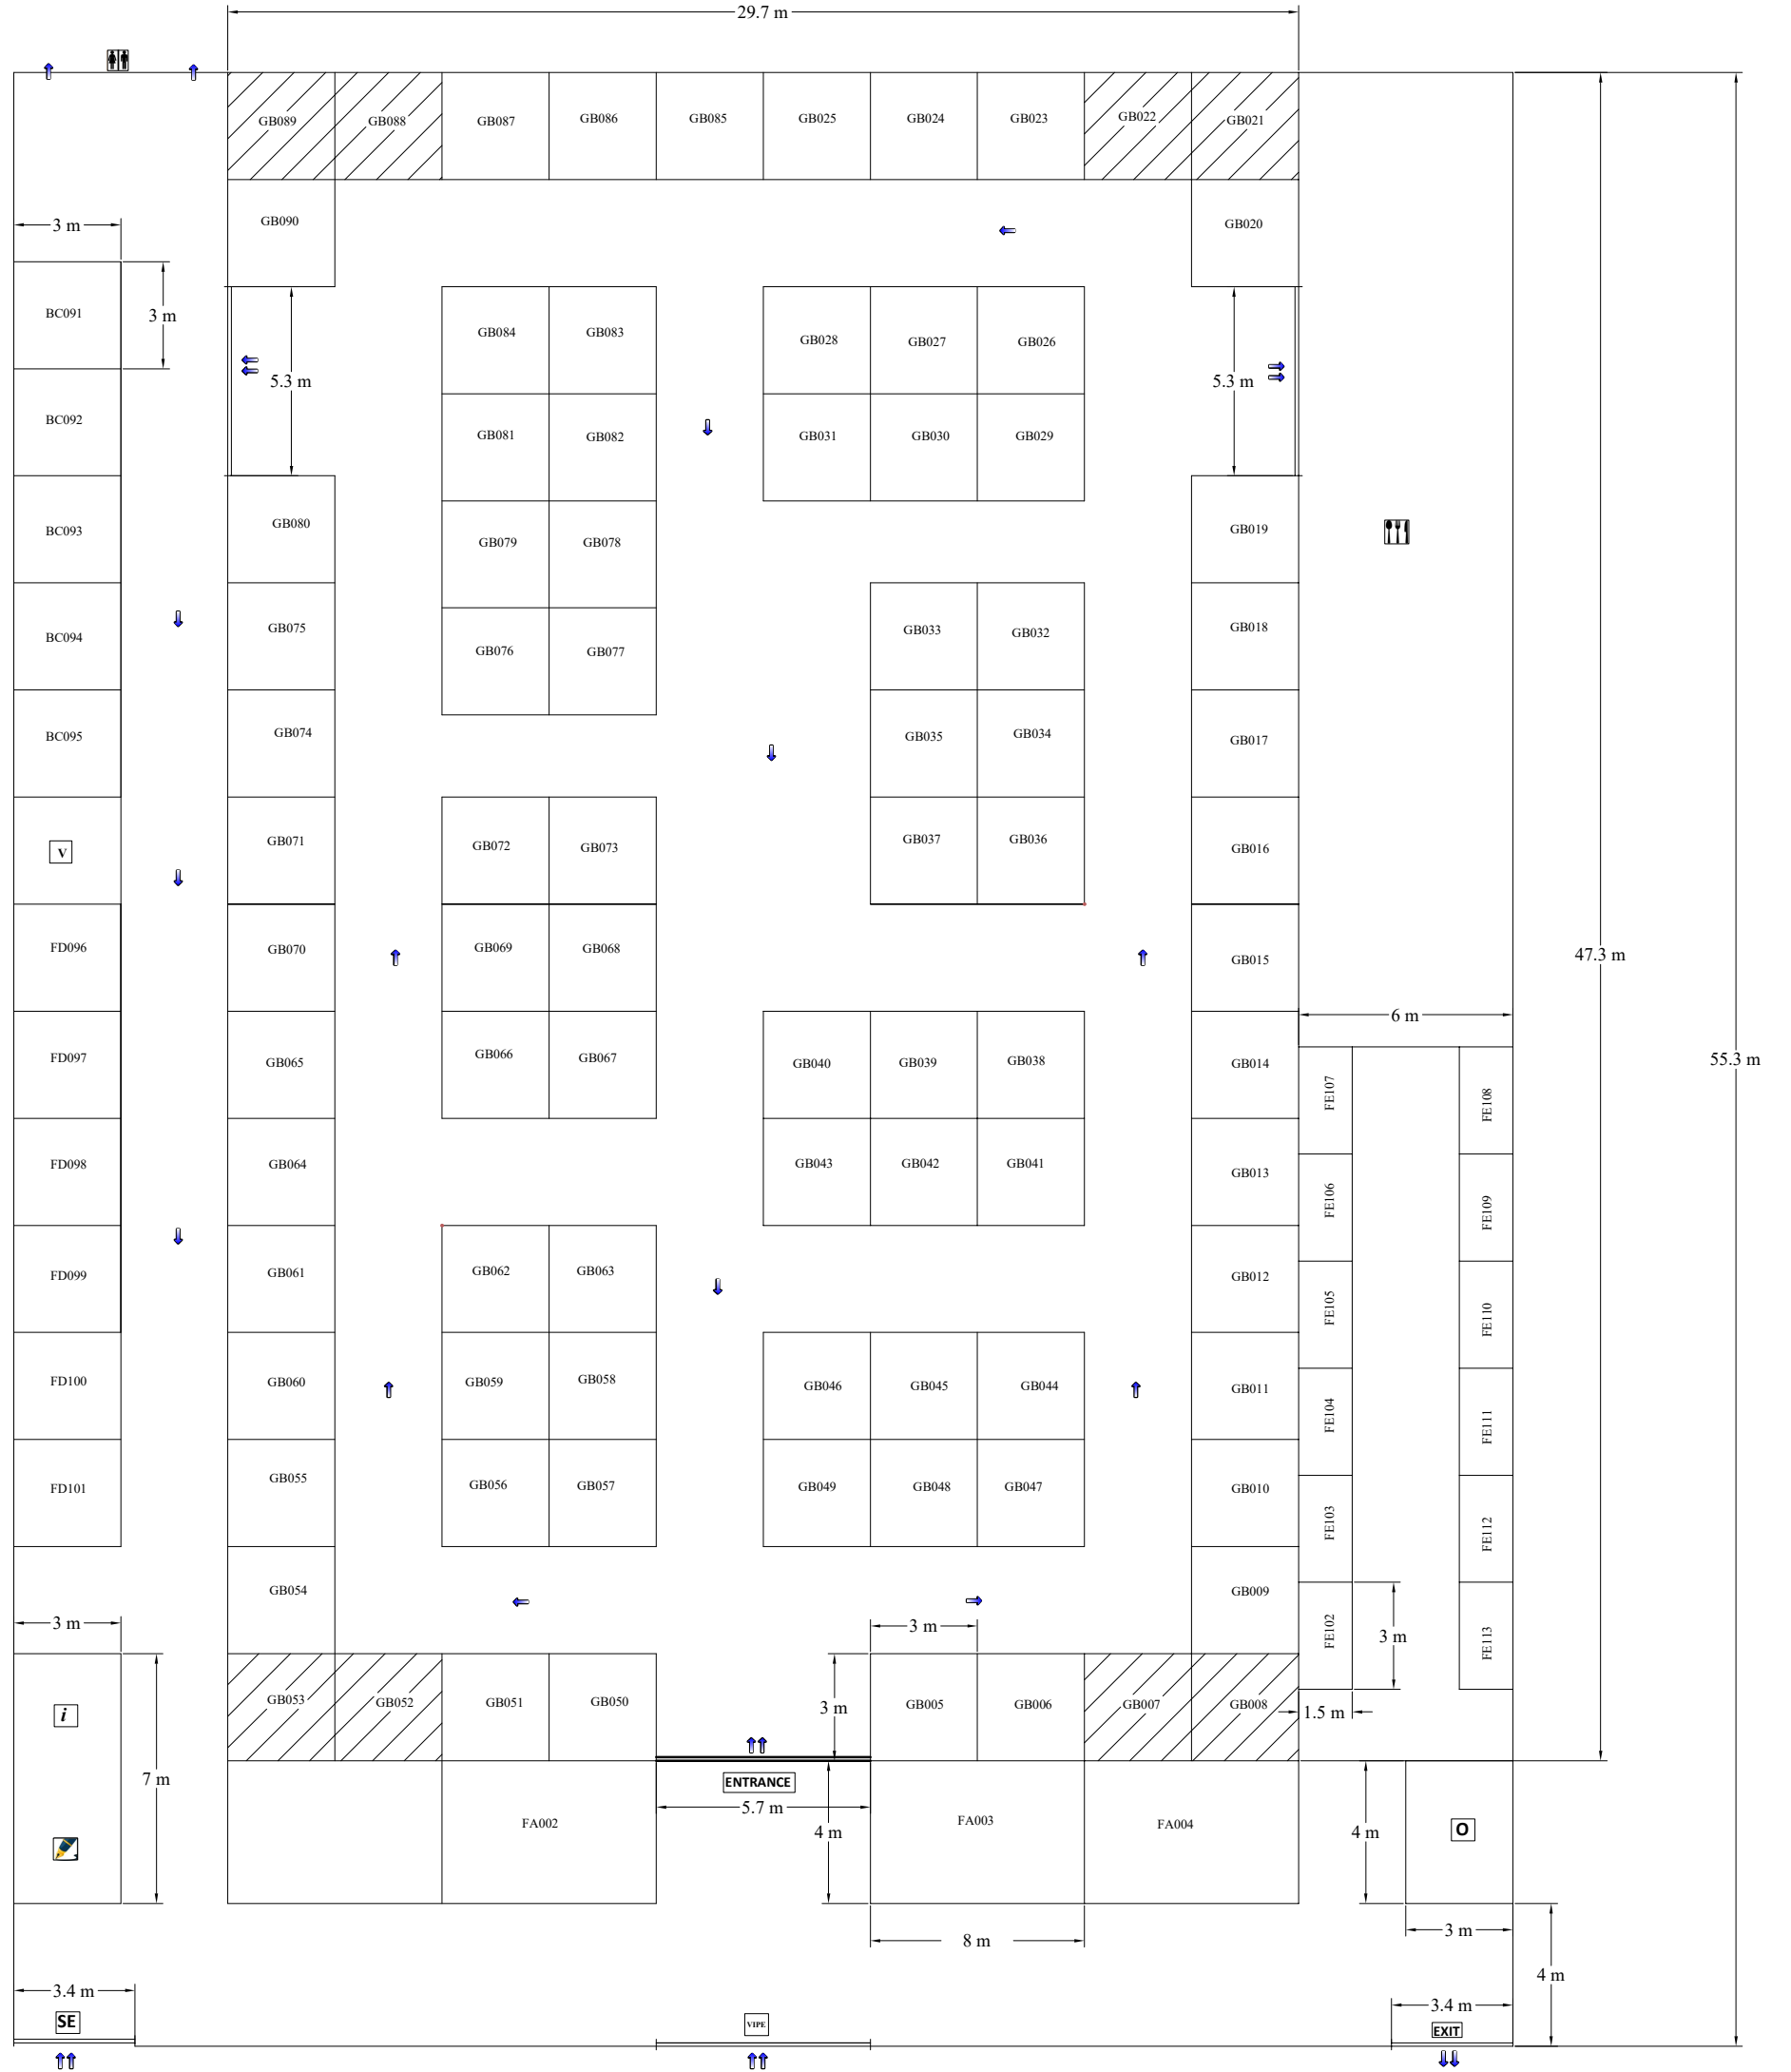 29.7 m
GB089 GB088 GB087 GB086 GB085 GB025 GB024 GB023 GB022 GB021
3 m GB090 GB020
BC091 3 m GB084 GB083 GB028 GB027 GB026
5.3 m 5.3 m
BC092 GB081 GB082 GB031 GB030 GB029
BC093 GB080 GB079 GB078 GB019
BC094 GB075 GB076 GB077 GB033 GB032 GB018
BC095 GB074 GB035 GB034 GB017
V GB071 GB072 GB073 GB037 GB036 GB016
FD096 GB070 GB069 GB068 GB015 47.3 m
6 m
FD097 GB065 GB066 GB067 GB040 GB039 GB038 GB014 FE107 FE108 55.3 m
FD098 GB064 GB043 GB042 GB041 GB013 FE106 FE109
FD099 GB061 GB062 GB063 GB012 FE105 FE110
FD100 GB060 GB059 GB058 GB046 GB045 GB044 GB011 FE104 FE111
FD101 GB055 GB056 GB057 GB049 GB048 GB047 GB010 FE103 FE112
3 m GB054 3 m GB009 FE102 3 m FE113
i GB053 GB052 GB051 GB050 3 m GB005 GB006 GB007 GB008 1.5 m
7 m ENTRANCE
5.7 m
FA002 4 m FA003 FA004 4 m O
8 m 3 m
4 m
3.4 m 3.4 m
SE VIPE EXIT